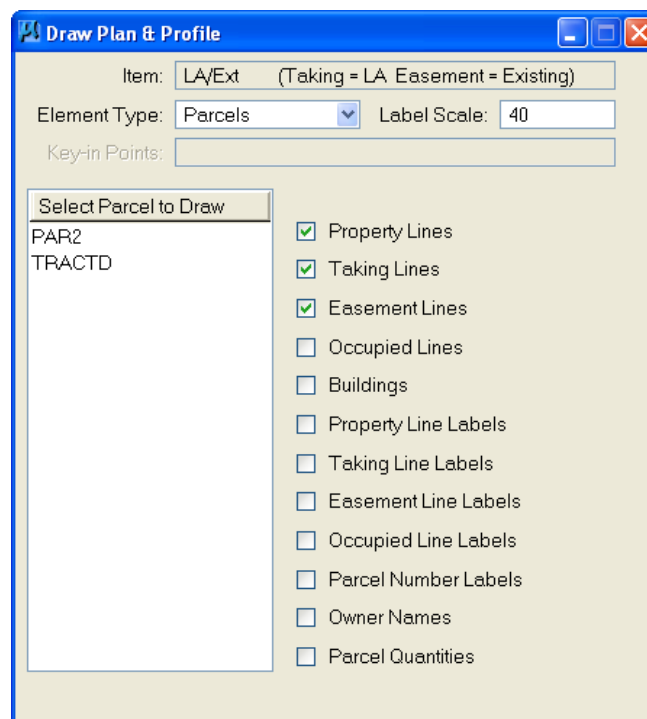 Draw Plan & Profile
Item: LA/Ext (Taking = LA Easement = Existing)
Element Type: Parcels Label Scale: 40
Key-in Points:
Select Parcel to Draw
PAR2
TRACTD
Property Lines
Taking Lines
Easement Lines
Occupied Lines
Buildings
Property Line Labels
Taking Line Labels
Easement Line Labels
Occupied Line Labels
Parcel Number Labels
Owner Names
Parcel Quantities